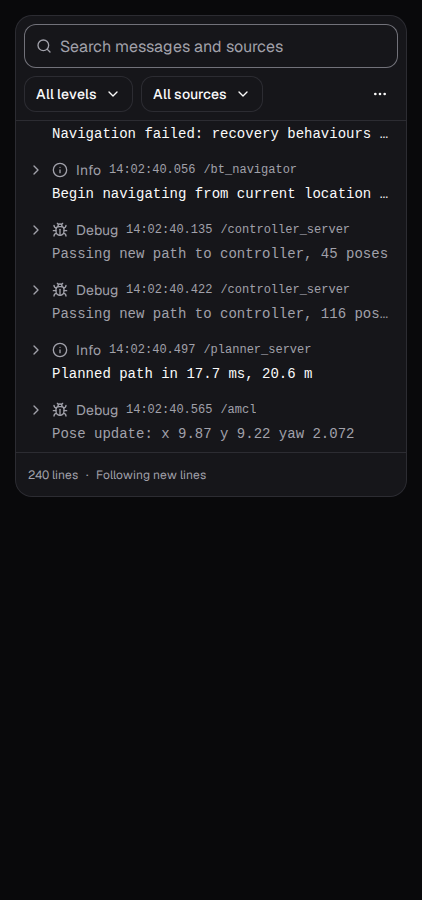 Search messages and sources
All levels
All sources
Navigation failed: recovery behaviours …
Info 14:02:40.056 /bt_navigator
Begin navigating from current location …
Debug 14:02:40.135 /controller_server
Passing new path to controller, 45 poses
Debug 14:02:40.422 /controller_server
Passing new path to controller, 116 pos…
Info 14:02:40.497 /planner_server
Planned path in 17.7 ms, 20.6 m
Debug 14:02:40.565 /amcl
Pose update: x 9.87 y 9.22 yaw 2.072
240 lines · Following new lines